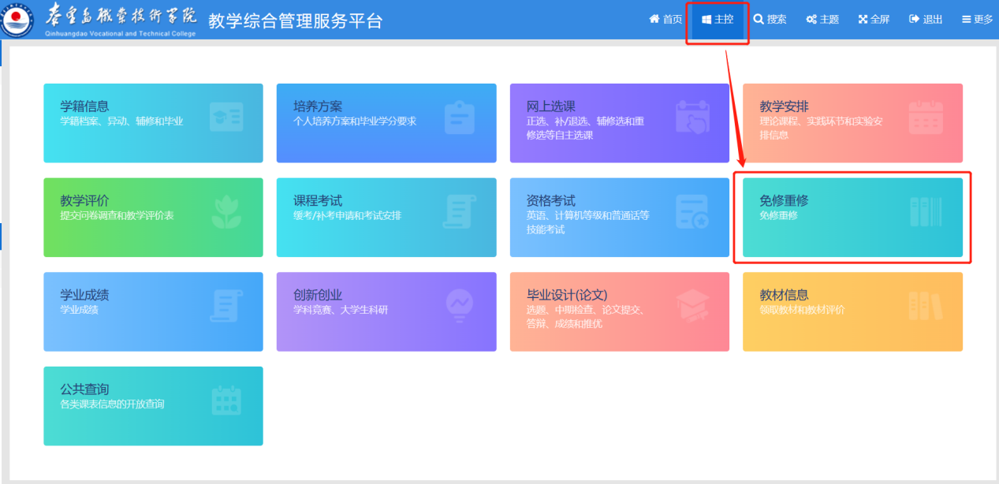 秦皇岛职业技术学院
Qinhuangdao Vocational and Technical College
教学综合管理服务平台
首页 主控 搜索 主题 全屏 退出 更多
学籍信息
学籍档案、异动、辅修和毕业
培养方案
个人培养方案和毕业学分要求
网上选课
正选、补/退选、辅修选和重
修选等自主选课
教学安排
理论课程、实践环节和实验安
排信息
教学评价
提交问卷调查和教学评价表
课程考试
缓考/补考申请和考试安排
资格考试
英语、计算机等级和普通话等
技能考试
免修重修
免修重修
学业成绩
学业成绩
创新创业
学科竞赛、大学生科研
毕业设计(论文)
选题、中期检查、论文提交、
答辩、成绩和推优
教材信息
领取教材和教材评价
公共查询
各类课表信息的开放查询